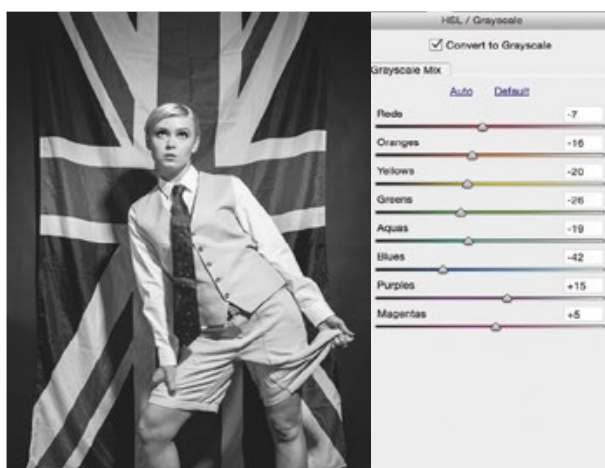 HSL / Grayscale
Convert to Grayscale
Grayscale Mix
Auto Default
Reds -7
Oranges -16
Yellows -20
Greens -26
Aquas -19
Blues -42
Purples +15
Magentas +5